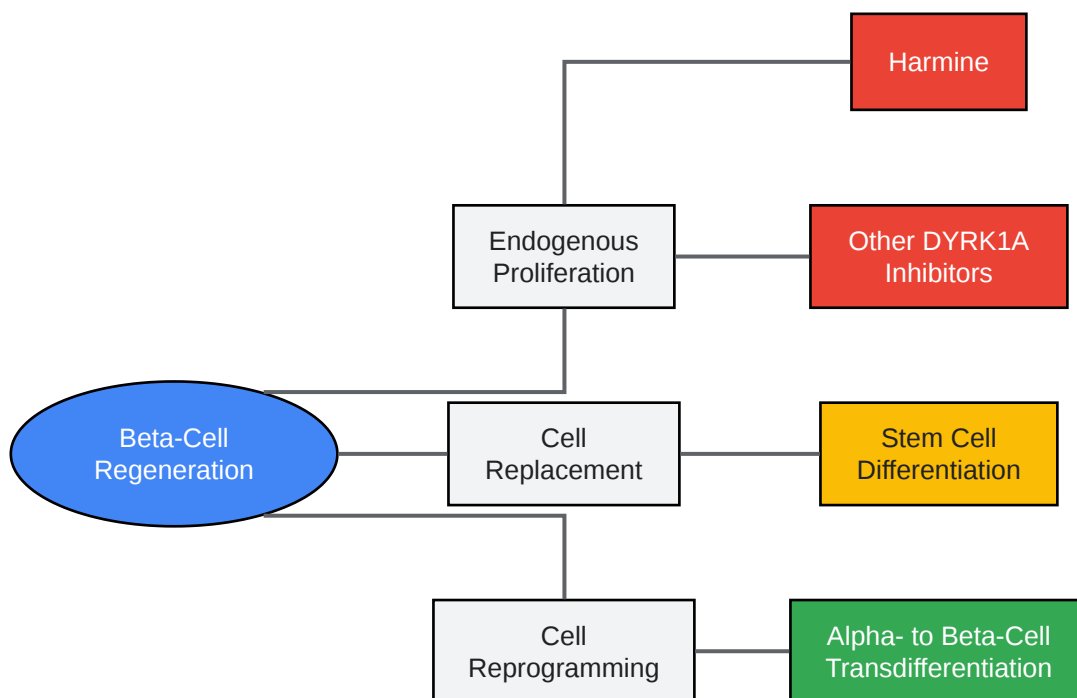 Harmine
Endogenous
Proliferation
Other DYRK1A
Inhibitors
Beta-Cell
Regeneration
Cell
Replacement
Stem Cell
Differentiation
Cell
Reprogramming
Alpha- to Beta-Cell
Transdifferentiation